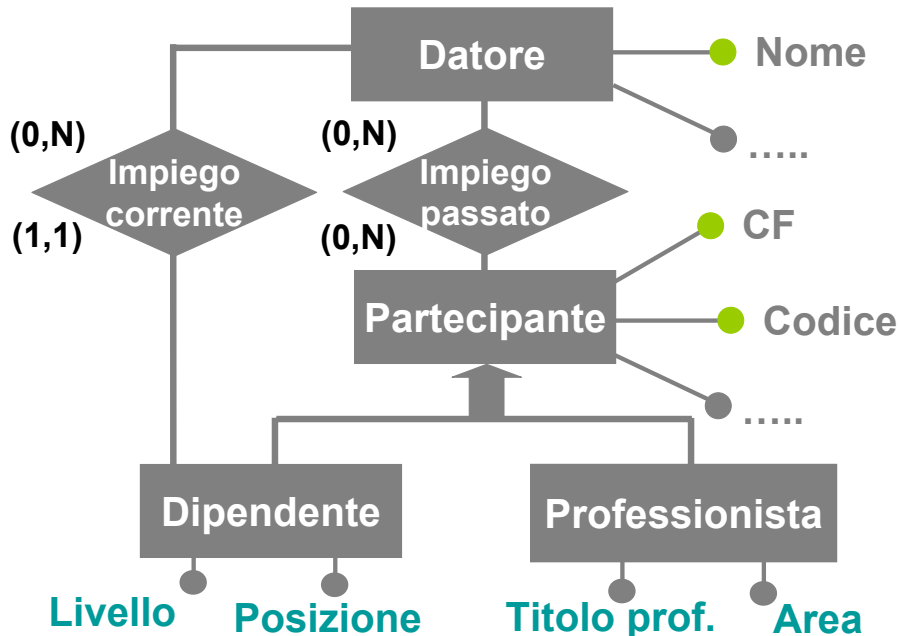 Datore
Nome
…..
(0,N)
(0,N)
Impiego
corrente
Impiego
passato
(1,1)
(0,N)
CF
Partecipante
Codice
…..
Dipendente
Professionista
Livello
Posizione
Titolo prof.
Area